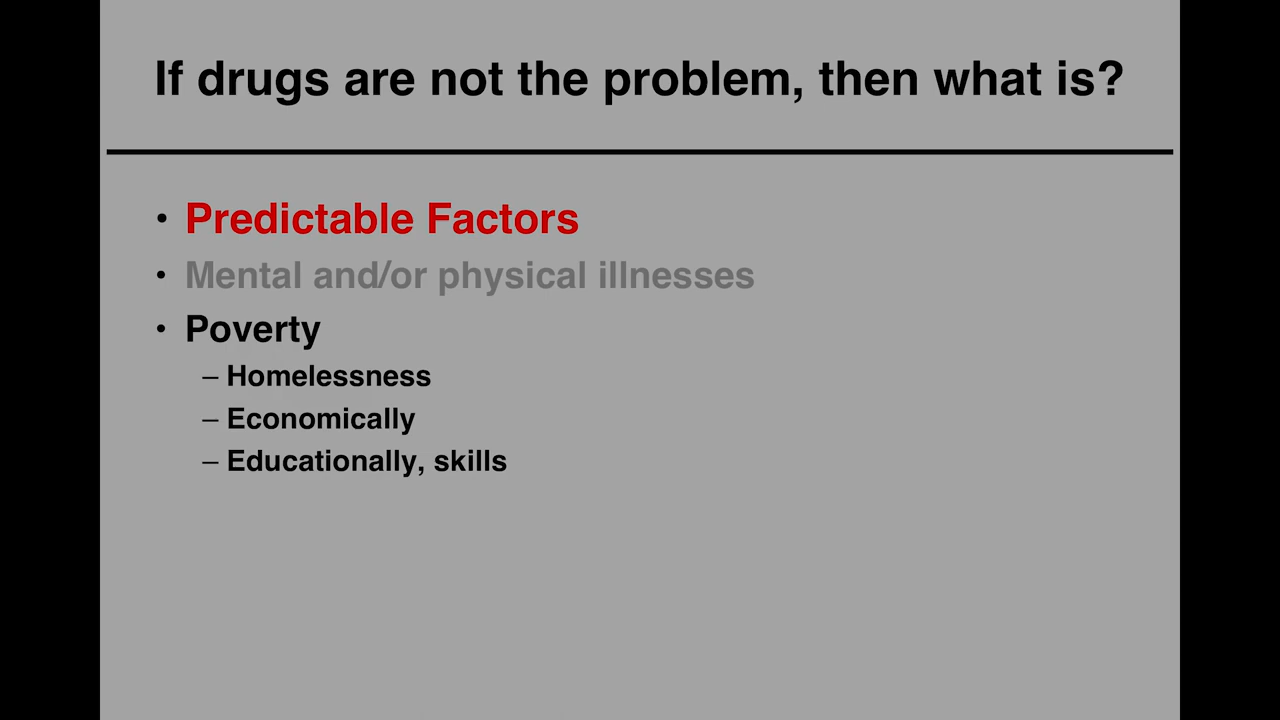 If drugs are not the problem, then what is?
• Predictable Factors
• Mental and/or physical illnesses
• Poverty
– Homelessness
– Economically
– Educationally, skills